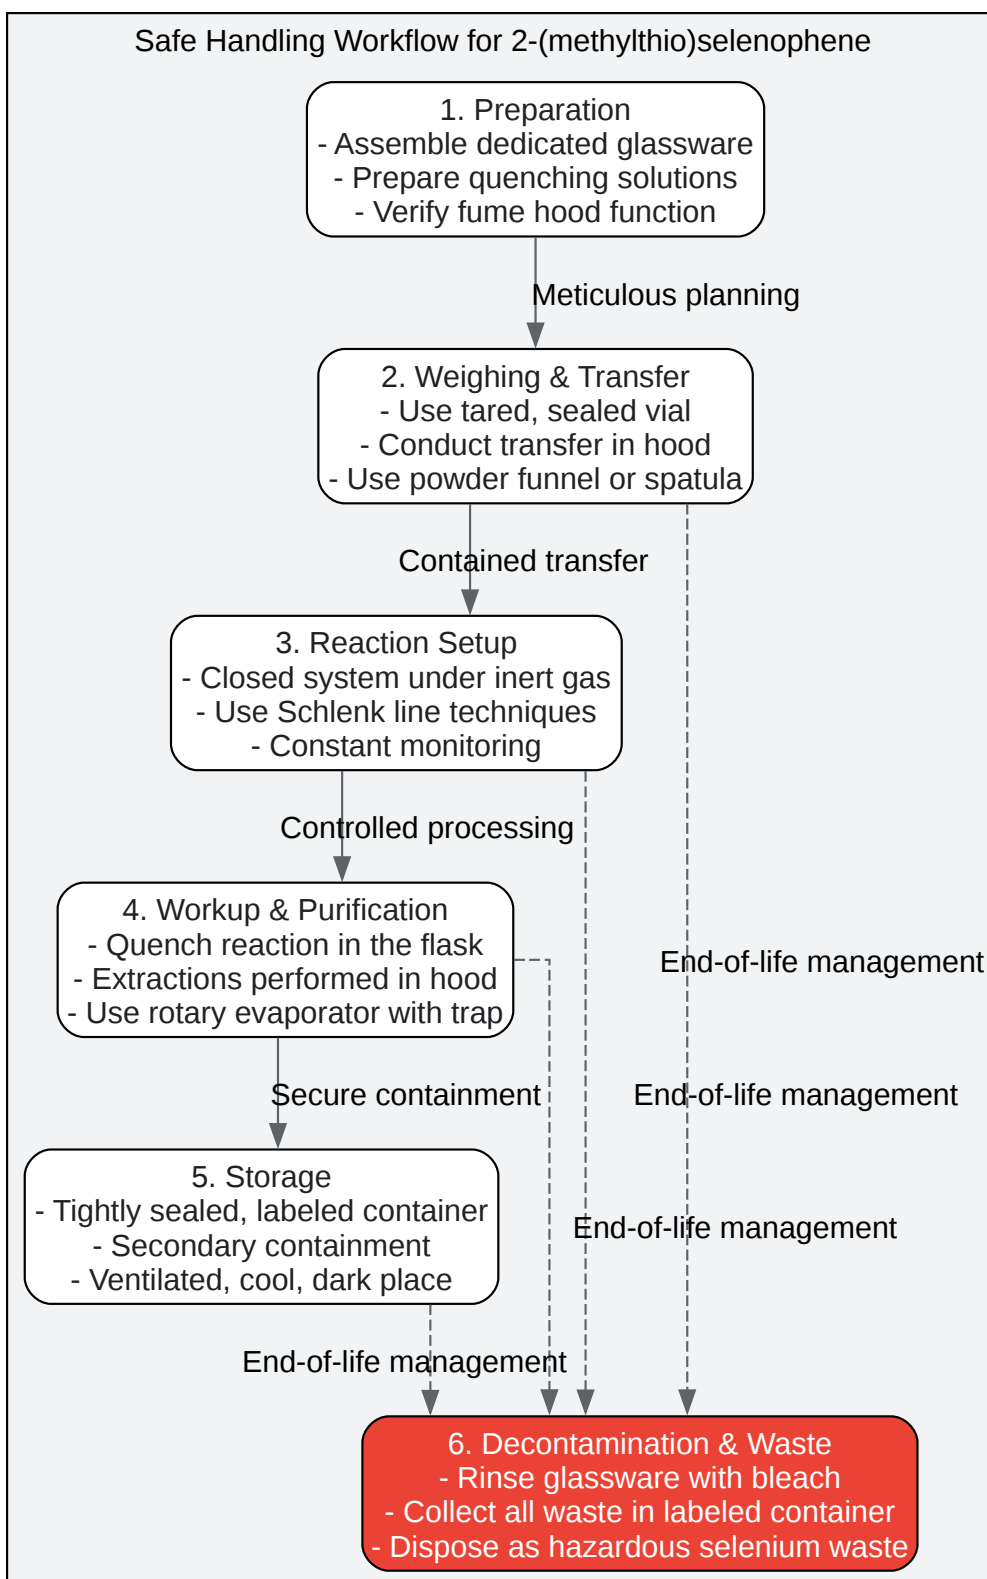 Safe Handling Workflow for 2-(methylthio)selenophene
1. Preparation
- Assemble dedicated glassware
- Prepare quenching solutions
- Verify fume hood function
Meticulous planning
2. Weighing & Transfer
- Use tared, sealed vial
- Conduct transfer in hood
- Use powder funnel or spatula
Contained transfer
3. Reaction Setup
- Closed system under inert gas
- Use Schlenk line techniques
- Constant monitoring
Controlled processing
4. Workup & Purification
- Quench reaction in the flask
- Extractions performed in hood
- Use rotary evaporator with trap
End-of-life management
Secure containment
End-of-life management
5. Storage
- Tightly sealed, labeled container
- Secondary containment
- Ventilated, cool, dark place
End-of-life management
End-of-life management
6. Decontamination & Waste
- Rinse glassware with bleach
- Collect all waste in labeled container
- Dispose as hazardous selenium waste